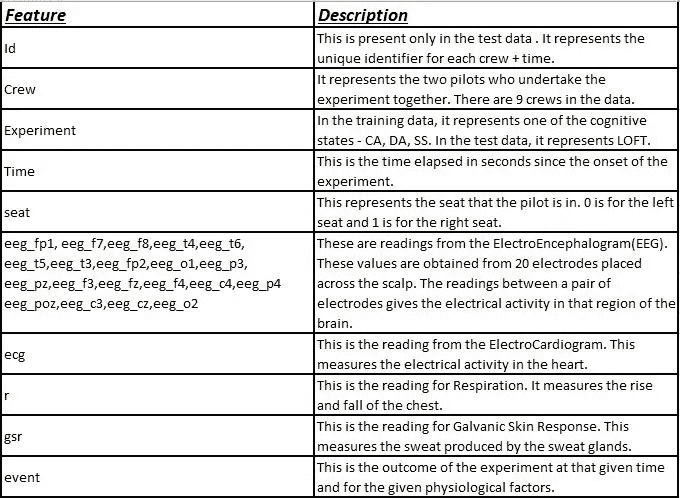 Feature Description
Id
This is present only in the test data . It represents the
unique identifier for each crew + time.
Crew
It represents the two pilots who undertake the
experiment together. There are 9 crews in the data.
Experiment
In the training data, it represents one of the cognitive
states - CA, DA, SS. In the test data, it represents LOFT.
Time
This is the time elapsed in seconds since the onset of the
experiment.
seat
This represents the seat that the pilot is in. 0 is for the left
seat and 1 is for the right seat.
eeg_fp1, eeg_f7,eeg_f8,eeg_t4,eeg_t6,
eeg_t5,eeg_t3,eeg_fp2,eeg_o1,eeg_p3,
eeg_pz,eeg_f3,eeg_fz,eeg_f4,eeg_c4,eeg_p4
eeg_poz,eeg_c3,eeg_cz,eeg_o2
These are readings from the ElectroEncephalogram(EEG).
These values are obtained from 20 electrodes placed
across the scalp. The readings between a pair of
electrodes gives the electrical activity in that region of the
brain.
ecg
This is the reading from the ElectroCardiogram. This
measures the electrical activity in the heart.
r
This is the reading for Respiration. It measures the rise
and fall of the chest.
gsr
This is the reading for Galvanic Skin Response. This
measures the sweat produced by the sweat glands.
event
This is the outcome of the experiment at that given time
and for the given physiological factors.